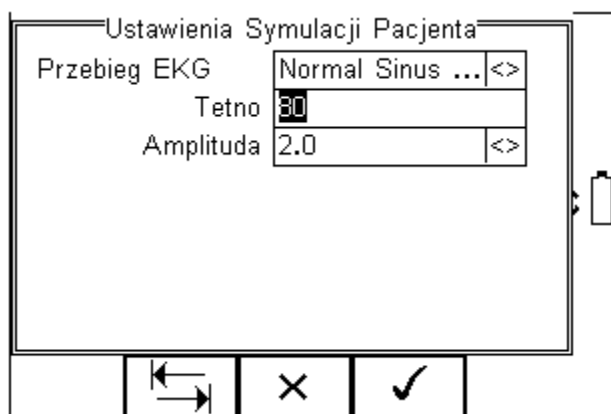 Ustawienia Symulacji Pacjenta
Przebieg EKG Normal Sinus ... <>
Tetno 80
Amplituda 2.0 <>